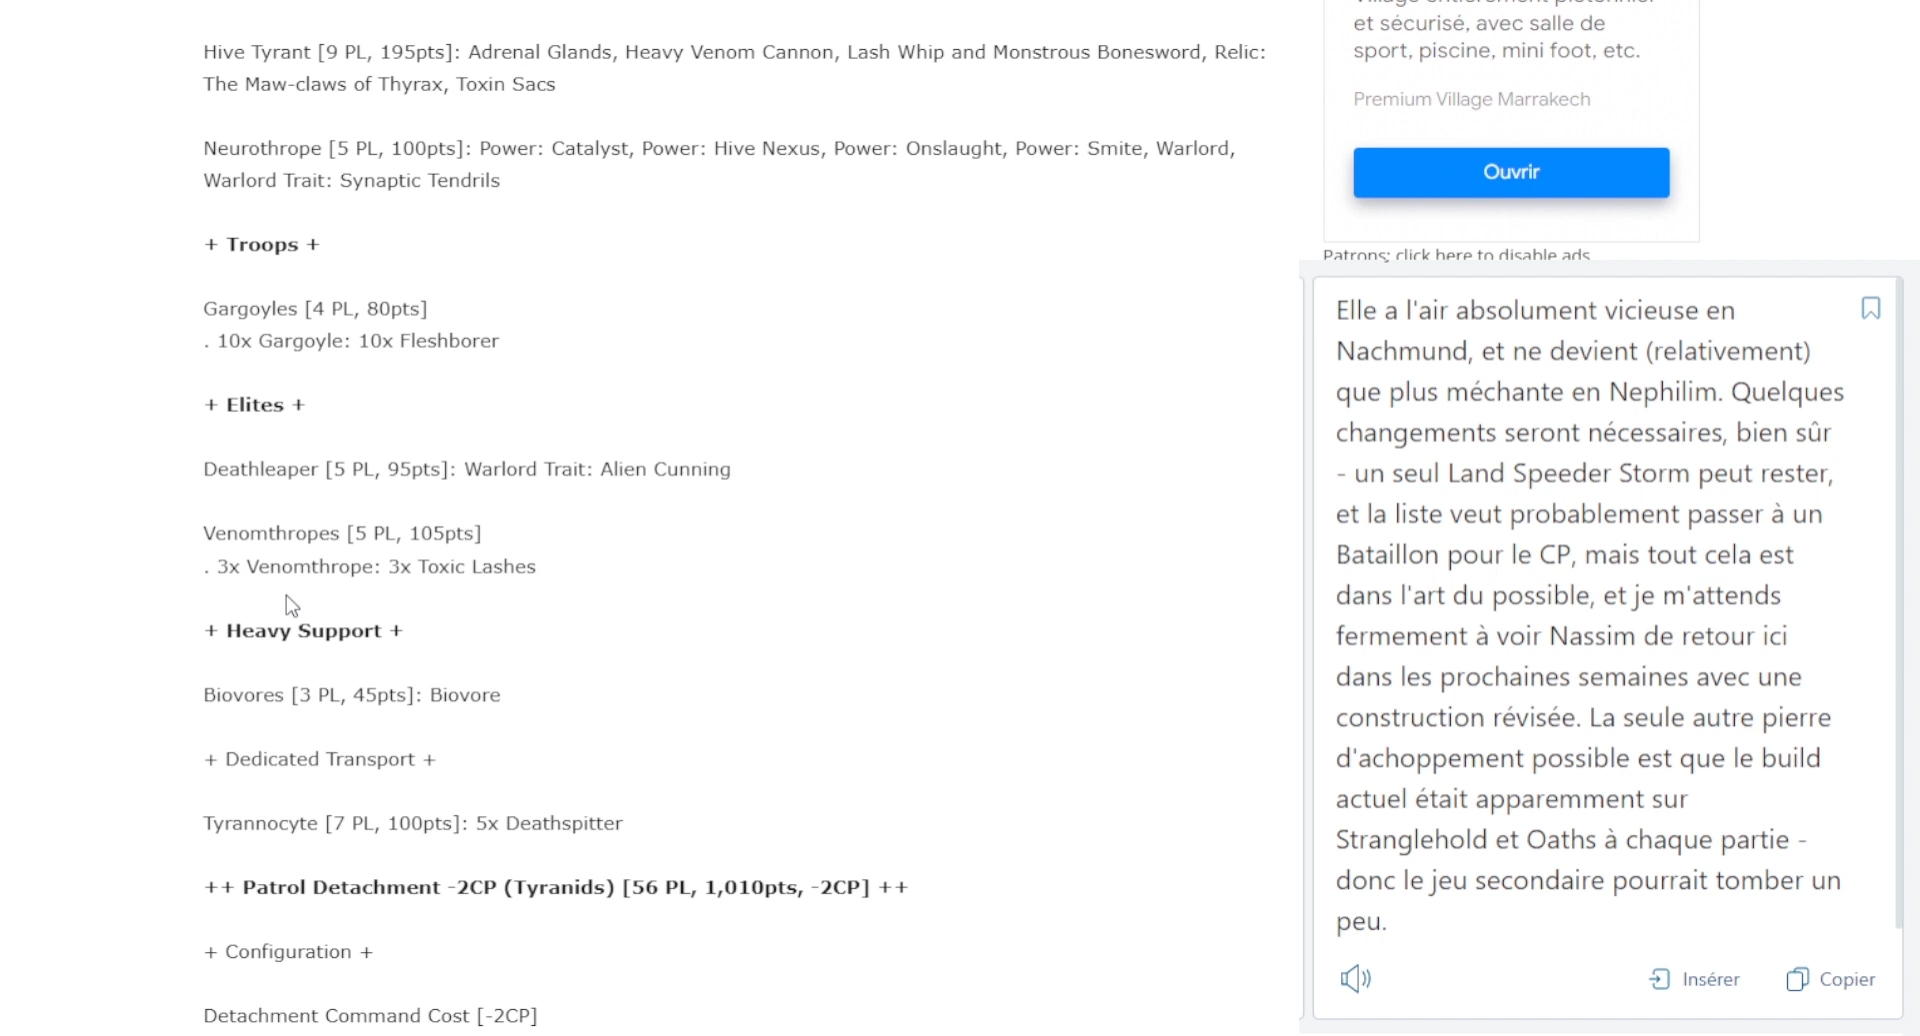 Hive Tyrant [9 PL, 195pts]: Adrenal Glands, Heavy Venom Cannon, Lash Whip and Monstrous Bonesword, Relic:
The Maw-claws of Thyrax, Toxin Sacs
Neurothrope [5 PL, 100pts]: Power: Catalyst, Power: Hive Nexus, Power: Onslaught, Power: Smite, Warlord,
Warlord Trait: Synaptic Tendrils
+ Troops +
Gargoyles [4 PL, 80pts]
. 10x Gargoyle: 10x Fleshborer
+ Elites +
Deathleaper [5 PL, 95pts]: Warlord Trait: Alien Cunning
Venomthropes [5 PL, 105pts]
. 3x Venomthrope: 3x Toxic Lashes
+ Heavy Support +
Biovores [3 PL, 45pts]: Biovore
+ Dedicated Transport +
Tyrannocyte [7 PL, 100pts]: 5x Deathspitter
++ Patrol Detachment -2CP (Tyranids) [56 PL, 1,010pts, -2CP] ++
+ Configuration +
Detachment Command Cost [-2CP]
village entièrement piétonnier
et sécurisé, avec salle de
sport, piscine, mini foot, etc.
Premium Village Marrakech
Ouvrir
Patrons: click here to disable ads
Elle a l'air absolument vicieuse en
Nachmund, et ne devient (relativement)
que plus méchante en Nephilim. Quelques
changements seront nécessaires, bien sûr
- un seul Land Speeder Storm peut rester,
et la liste veut probablement passer à un
Bataillon pour le CP, mais tout cela est
dans l'art du possible, et je m'attends
fermement à voir Nassim de retour ici
dans les prochaines semaines avec une
construction révisée. La seule autre pierre
d'achoppement possible est que le build
actuel était apparemment sur
Stranglehold et Oaths à chaque partie -
donc le jeu secondaire pourrait tomber un
peu.
Insérer
Copier